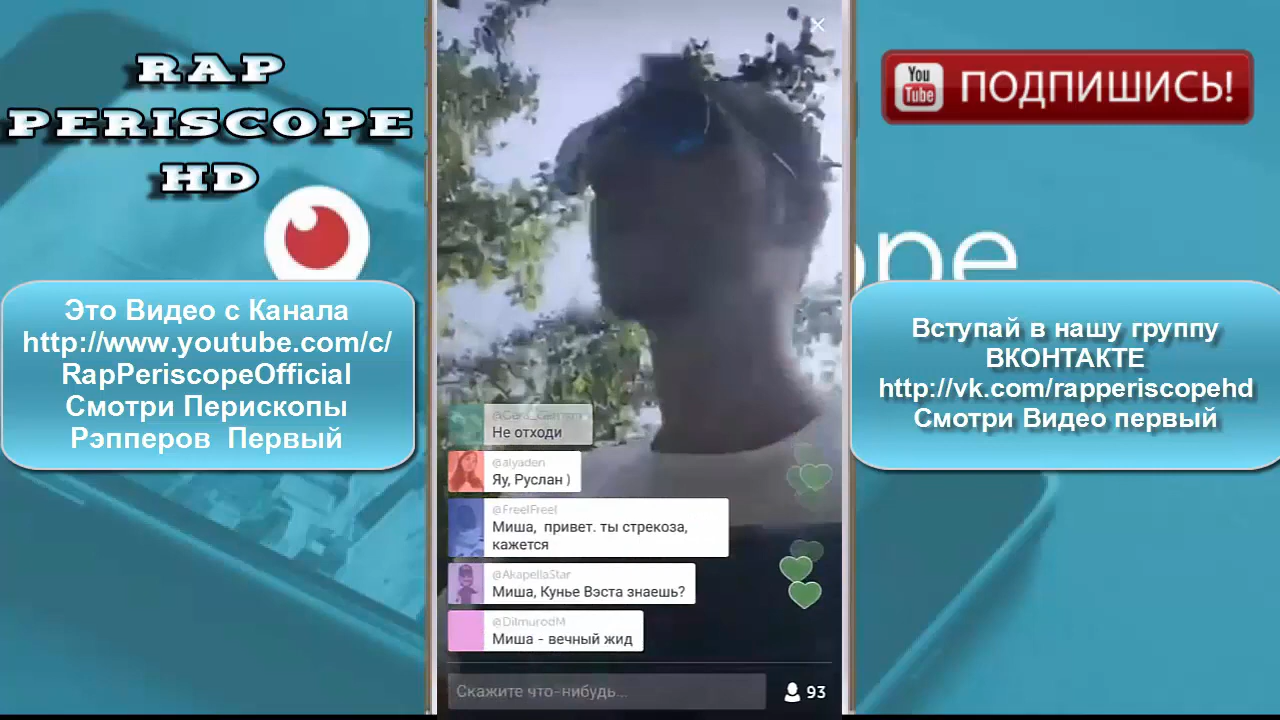 RAP
PERISCOPE
HD
Это Видео с Канала
http://www.youtube.com/c/
RapPeriscopeOfficial
Смотри Перископы
Рэпперов Первый
Не отходи
@alyaden
Яу, Руслан )
@FreelFreel
Миша, привет. ты стрекоза,
кажется
@AkapellaStar
Миша, Кунье Вэста знаешь?
@DilmurodM
Миша - вечный жид
Скажите что-нибудь...
93
You
Tube
ПОДПИШИСЬ!
ope
Вступай в нашу группу
ВКОНТАКТЕ
http://vk.com/rapperiscopehd
Смотри Видео первый